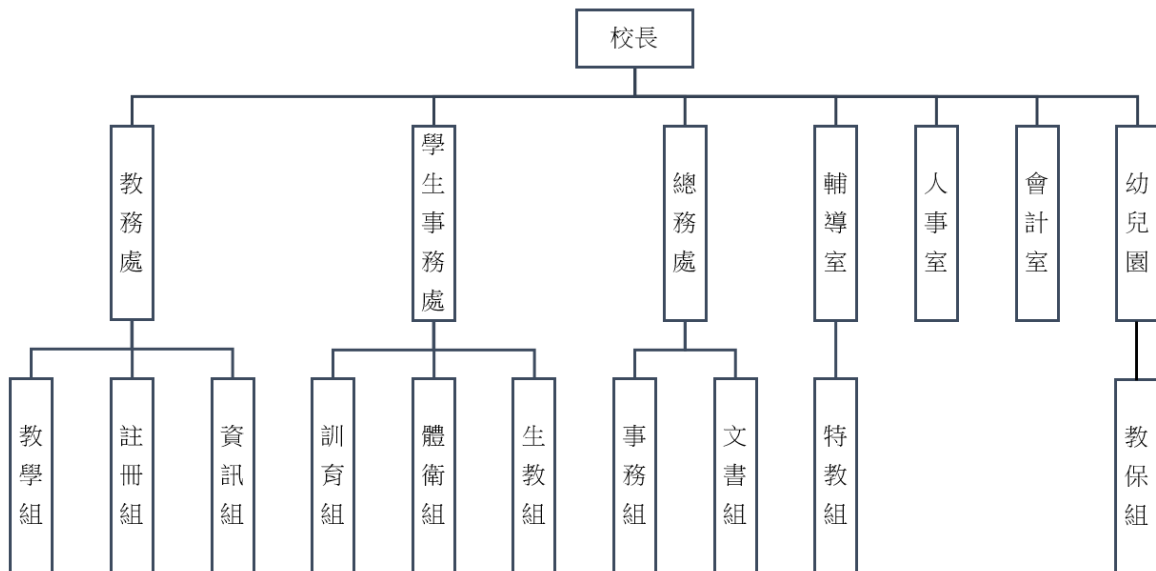 校長
教務處
學生事務處
總務處
輔導室
人事室
會計室
幼兒園
教學組
註冊組
資訊組
訓育組
體衛組
生教組
事務組
文書組
特教組
教保組